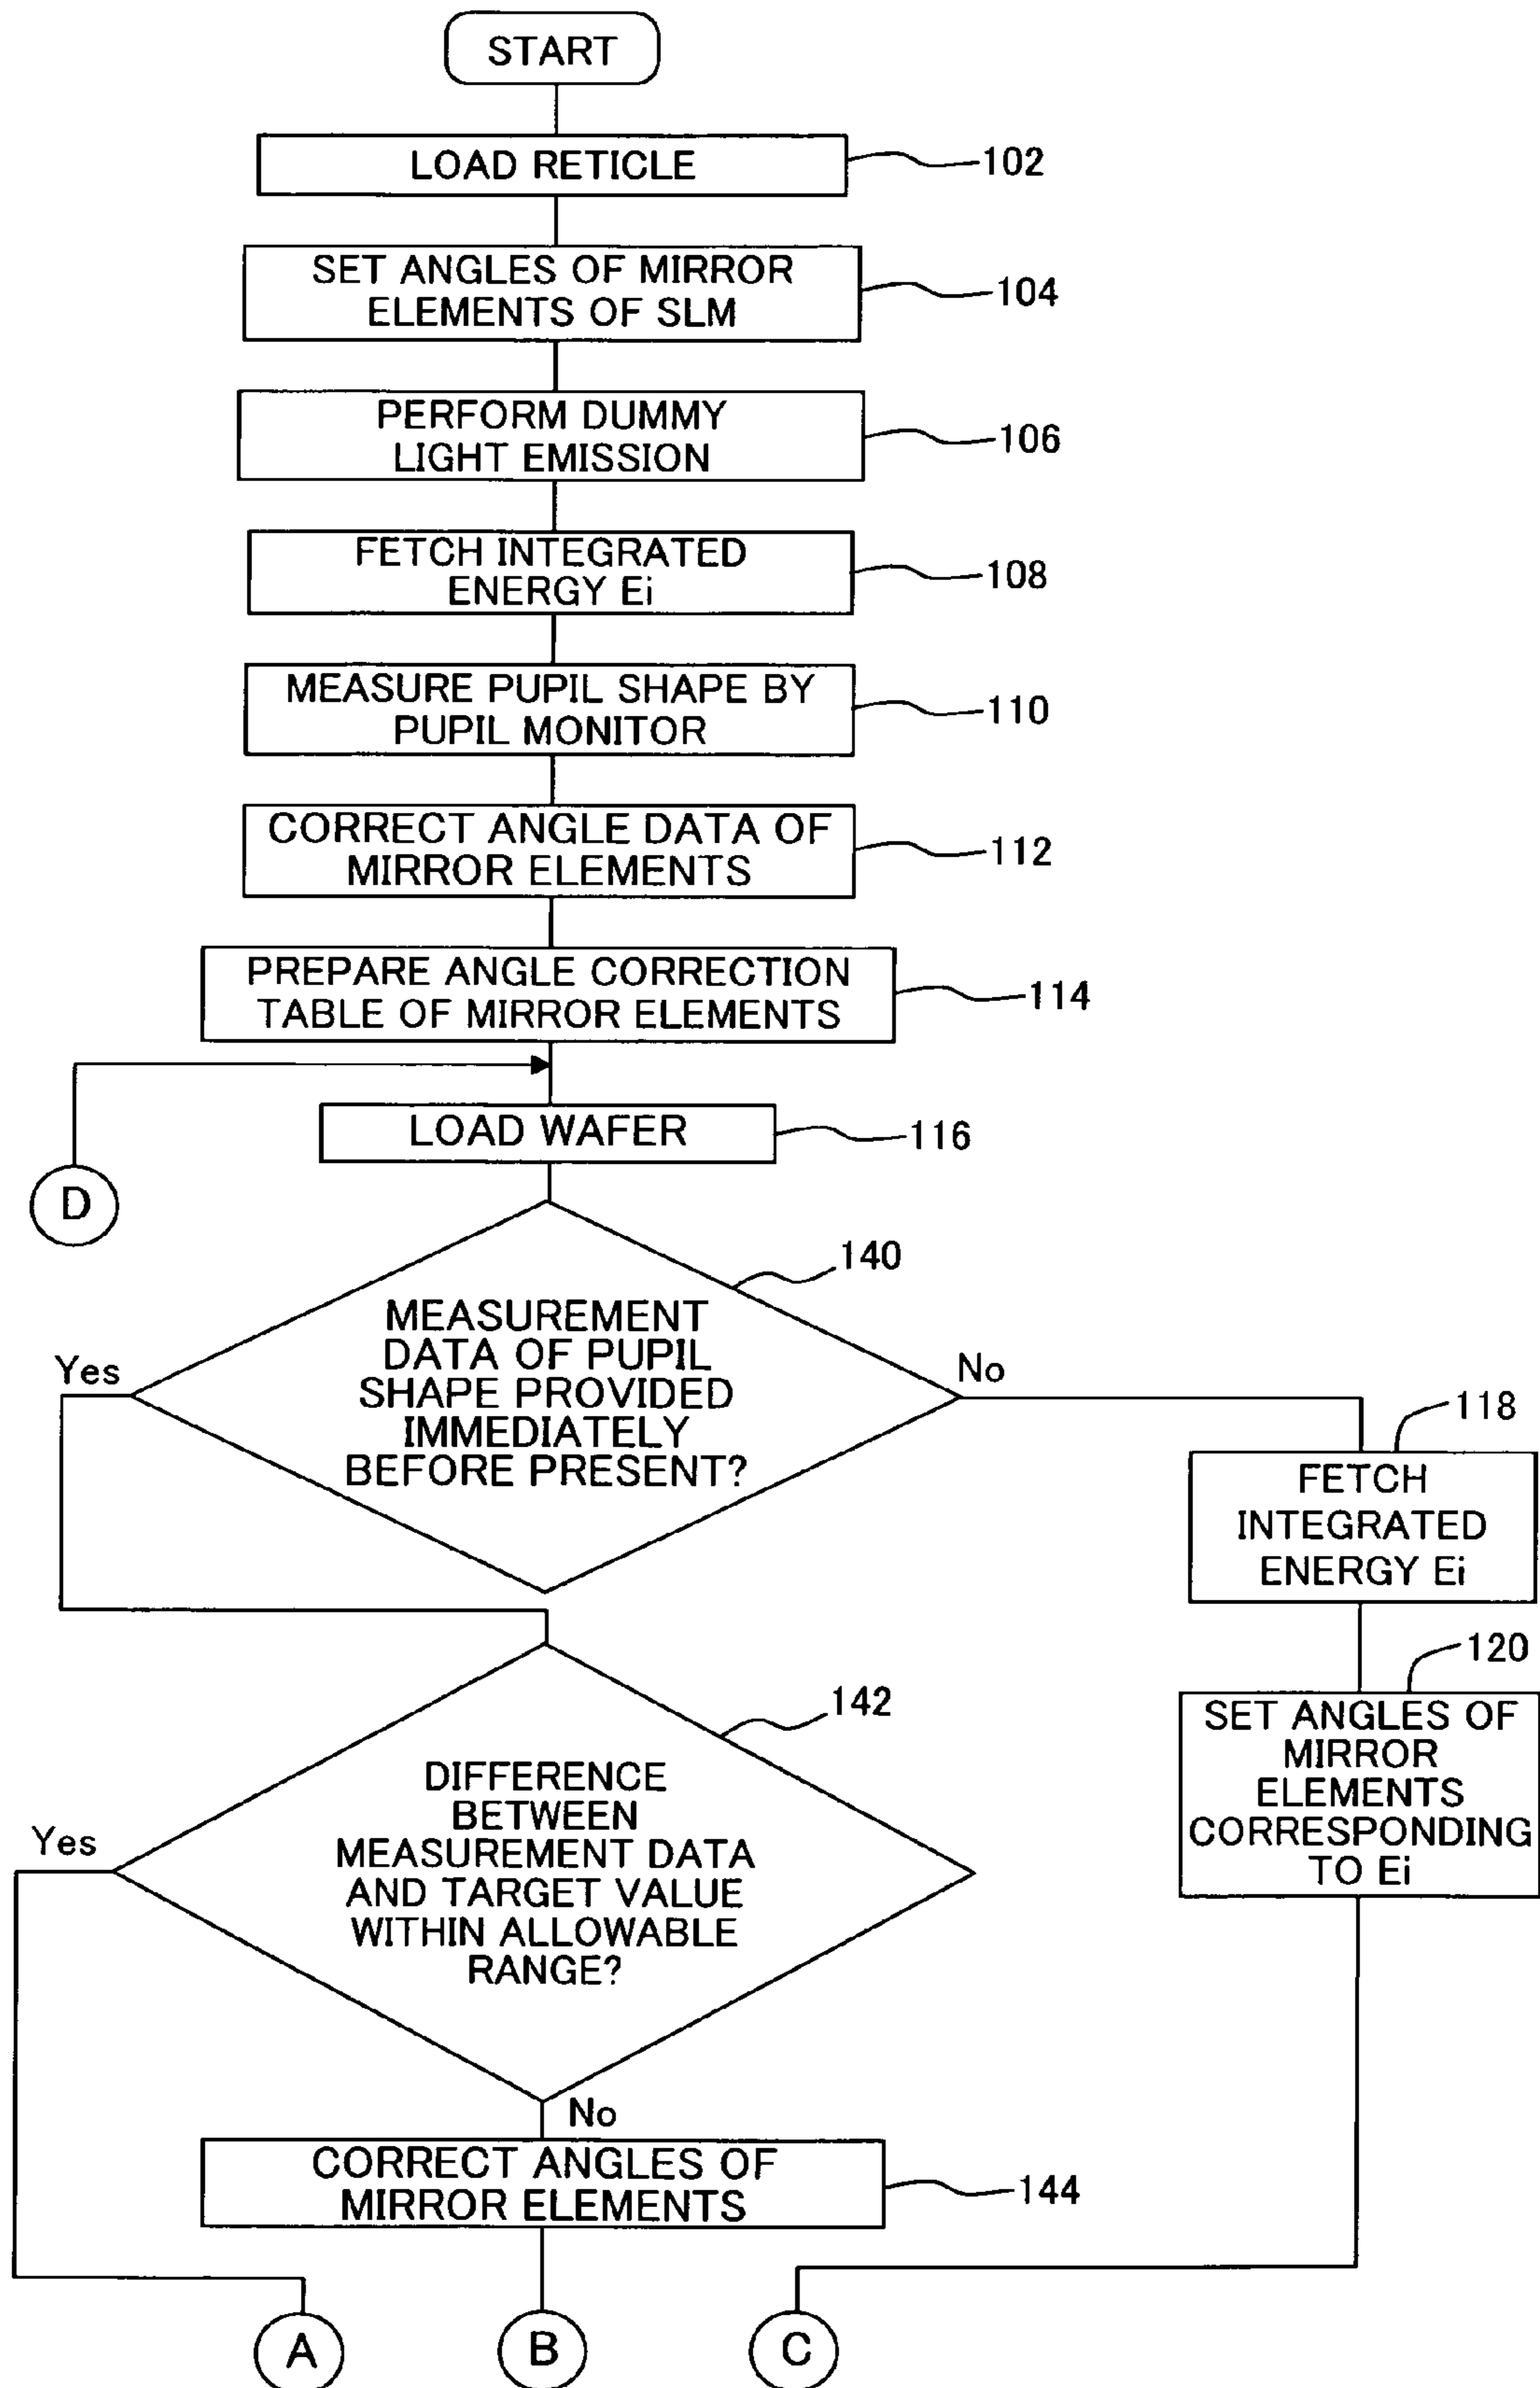 START
LOAD RETICLE
102
SET ANGLES OF MIRROR
ELEMENTS OF SLM
104
PERFORM DUMMY
LIGHT EMISSION
106
FETCH INTEGRATED
ENERGY Ei
108
MEASURE PUPIL SHAPE BY
PUPIL MONITOR
110
CORRECT ANGLE DATA OF
MIRROR ELEMENTS
112
PREPARE ANGLE CORRECTION
TABLE OF MIRROR ELEMENTS
114
LOAD WAFER
116
D
140
MEASUREMENT
DATA OF PUPIL
SHAPE PROVIDED
IMMEDIATELY
BEFORE PRESENT?
Yes
No
118
FETCH
INTEGRATED
ENERGY Ei
120
SET ANGLES OF
MIRROR
ELEMENTS
CORRESPONDING
TO Ei
142
DIFFERENCE
BETWEEN
MEASUREMENT DATA
AND TARGET VALUE
WITHIN ALLOWABLE
RANGE?
Yes
No
CORRECT ANGLES OF
MIRROR ELEMENTS
144
A
B
C